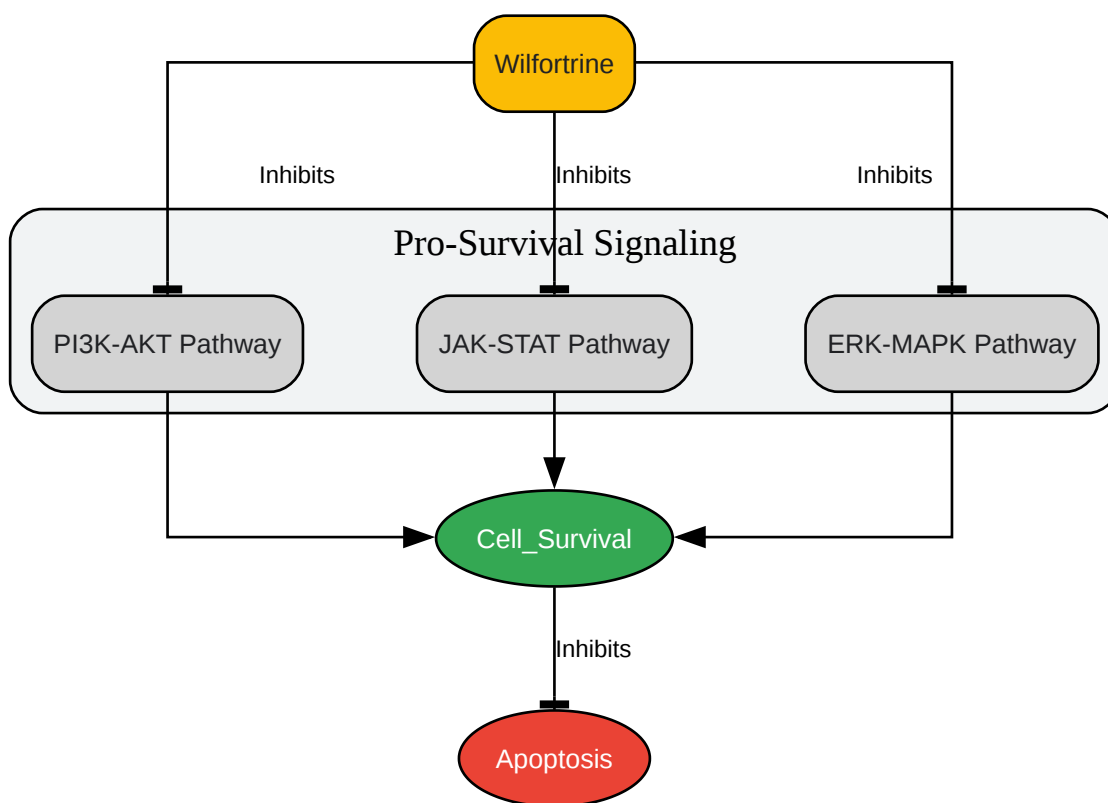 Wilfortrine
Inhibits
Inhibits
Inhibits
Pro-Survival Signaling
PI3K-AKT Pathway
JAK-STAT Pathway
ERK-MAPK Pathway
Cell_Survival
Inhibits
Apoptosis